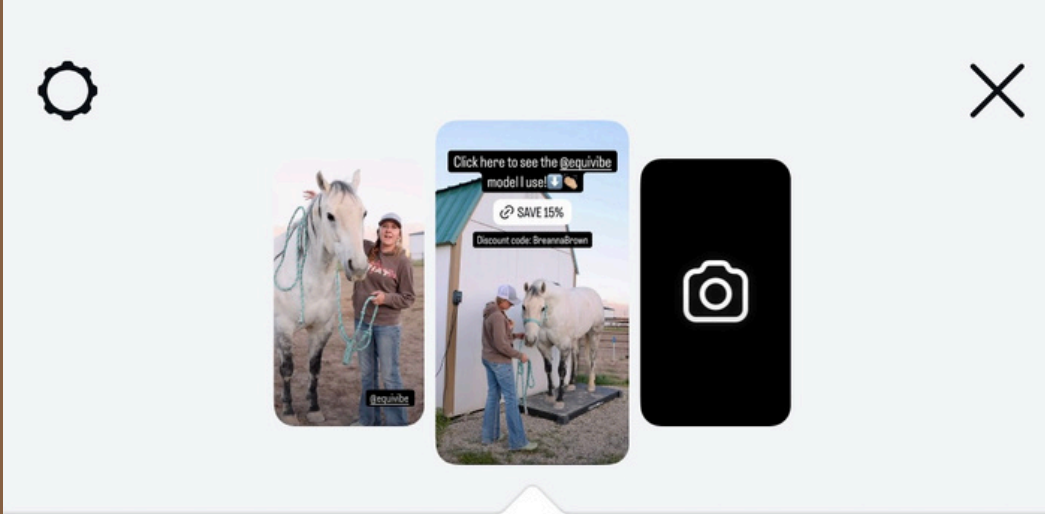 Click here to see the @equivibe
model I use!⬇️👏🏼
SAVE 15%
Discount code: BreannaBrown
@equivibe